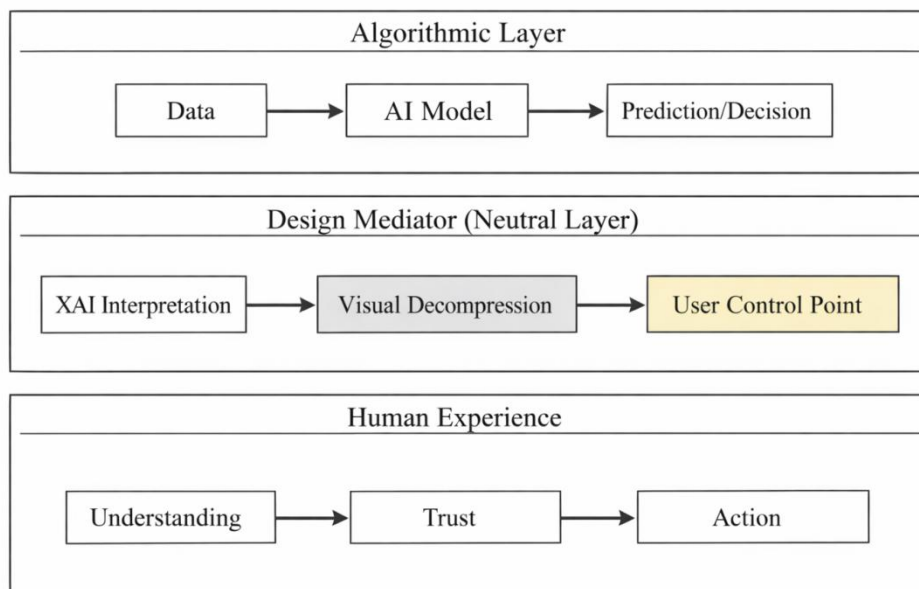 Algorithmic Layer
Data
AI Model
Prediction/Decision
Design Mediator (Neutral Layer)
XAI Interpretation
Visual Decompression
User Control Point
Human Experience
Understanding
Trust
Action